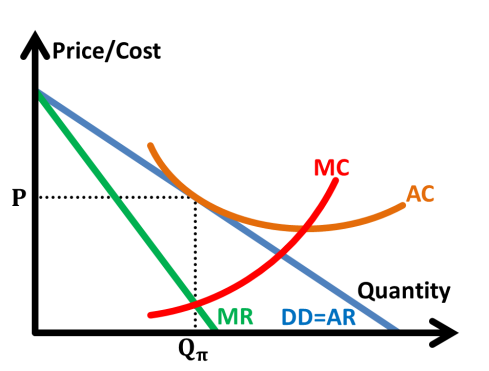 Price/Cost
MC
AC
P
Quantity
MR
DD=AR
Qπ